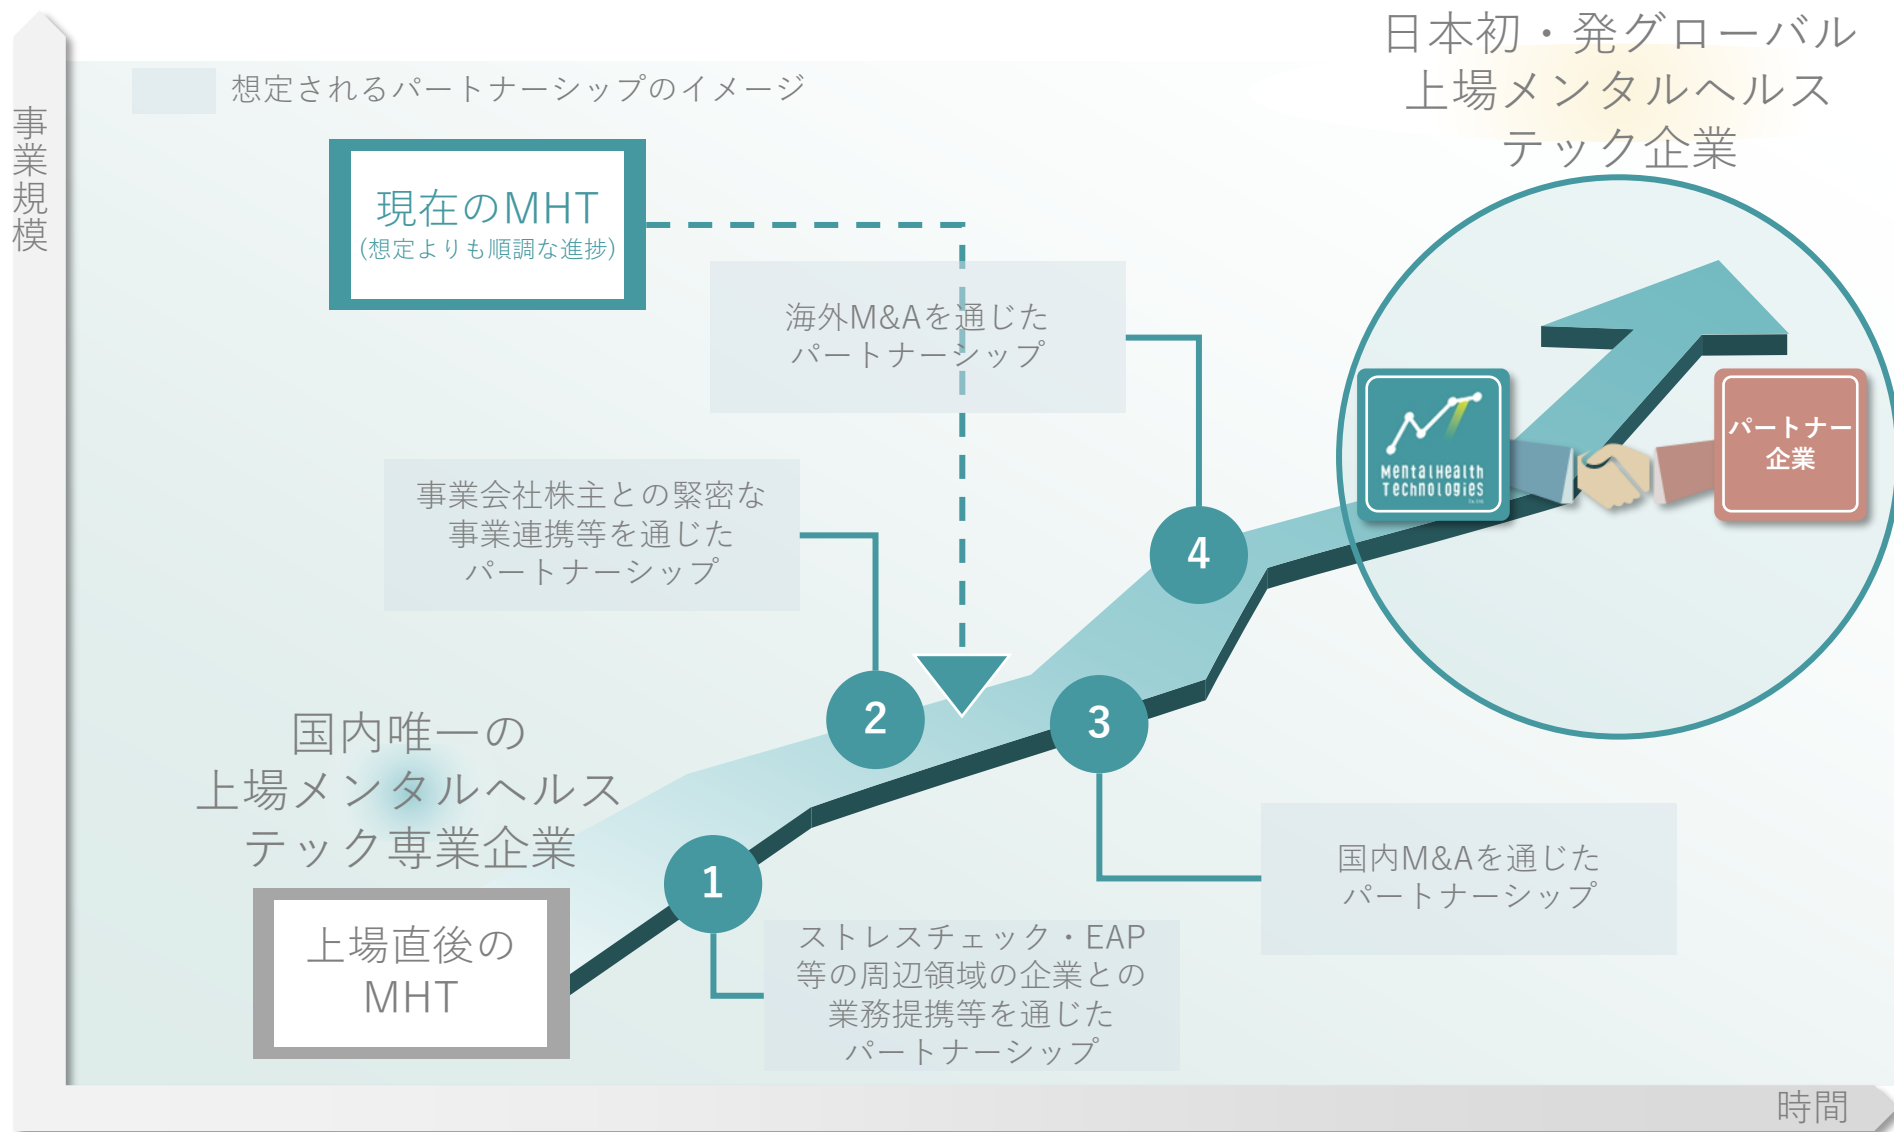 日本初・発グローバル
上場メンタルヘルス
テック企業
想定されるパートナーシップのイメージ
事業規模
現在のMHT
(想定よりも順調な進捗)
海外M&Aを通じた
パートナーシップ
MentalHealth
Technologies
パートナー
企業
事業会社株主との緊密な
事業連携等を通じた
パートナーシップ
4
2
3
国内唯一の
上場メンタルヘルス
テック専業企業
1
国内M&Aを通じた
パートナーシップ
上場直後の
MHT
ストレスチェック・EAP
等の周辺領域の企業との
業務提携等を通じた
パートナーシップ
時間